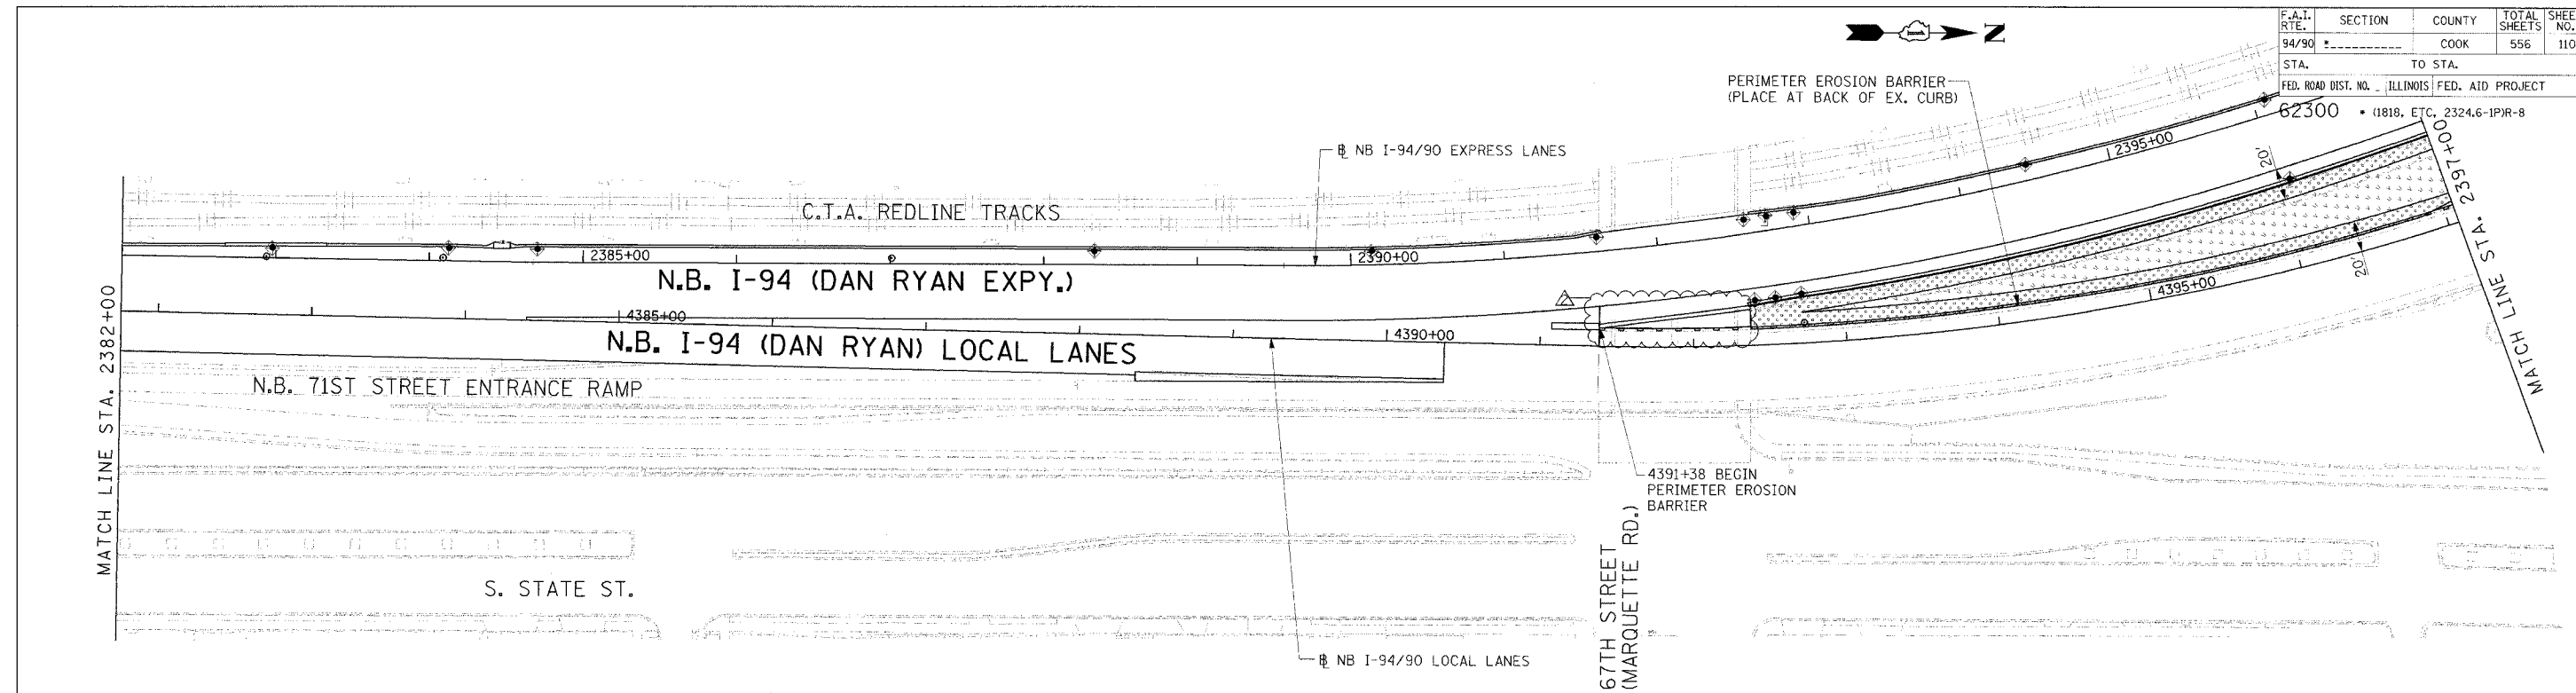 F.A.I. RTE. SECTION COUNTY TOTAL SHEETS SHEE NO.
94/90 * COOK 556 110
STA. TO STA.
FED. ROAD DIST. NO. _ ILLINOIS FED. AID PROJECT
62300 * (1818, ETC, 2324.6-1P)R-8
N
PERIMETER EROSION BARRIER
(PLACE AT BACK OF EX. CURB)
℄ NB I-94/90 EXPRESS LANES
2395+00
20'
C.T.A. REDLINE TRACKS
2385+00
2390+00
N.B. I-94 (DAN RYAN EXPY.)
4385+00
4390+00
4395+00
20'
N.B. I-94 (DAN RYAN) LOCAL LANES
N.B. 71ST STREET ENTRANCE RAMP
MATCH LINE STA. 2382+00
MATCH LINE STA. 2397+00
4391+38 BEGIN
PERIMETER EROSION
BARRIER
67TH STREET
(MARQUETTE RD.)
S. STATE ST.
℄ NB I-94/90 LOCAL LANES